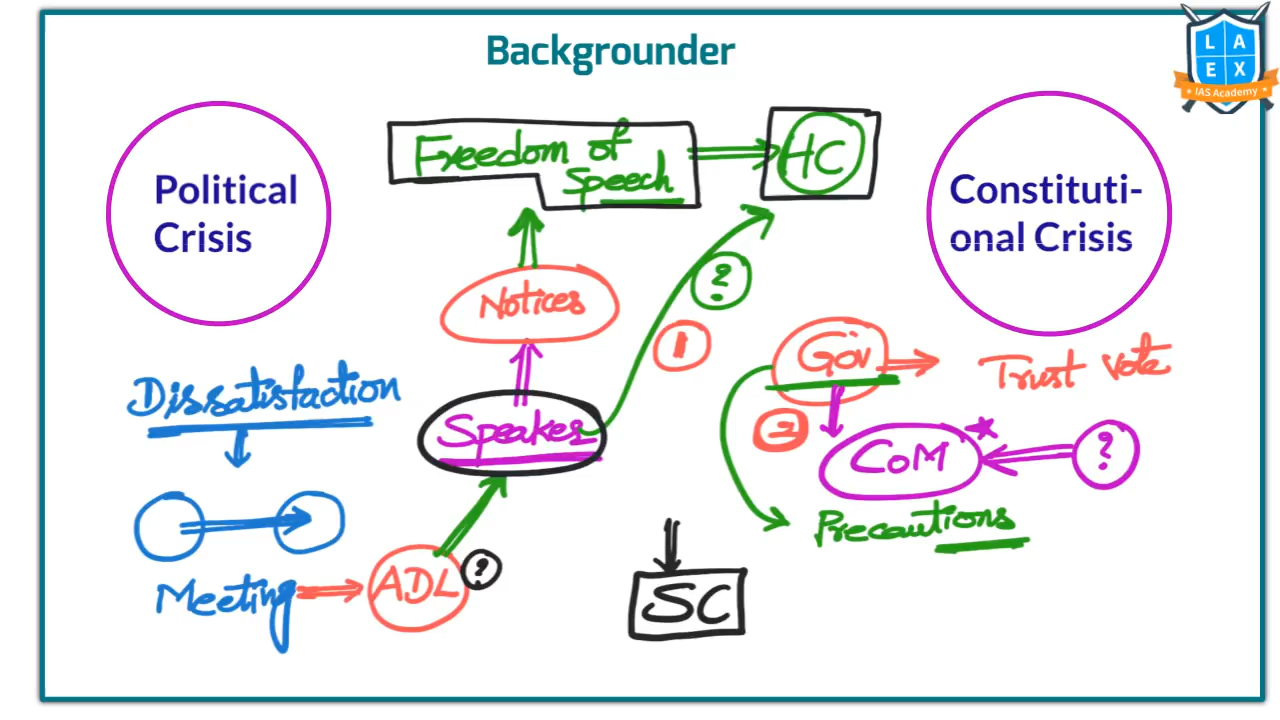 Backgrounder
L A
E X
IAS Academy
Political
Crisis
Freedom of
Speech
HC
Constituti-
onal Crisis
Notices
?
1
Gov
Trust vote
Dissatisfaction
Speaker
2
CoM
?
Precautions
Meeting
ADL
?
SC